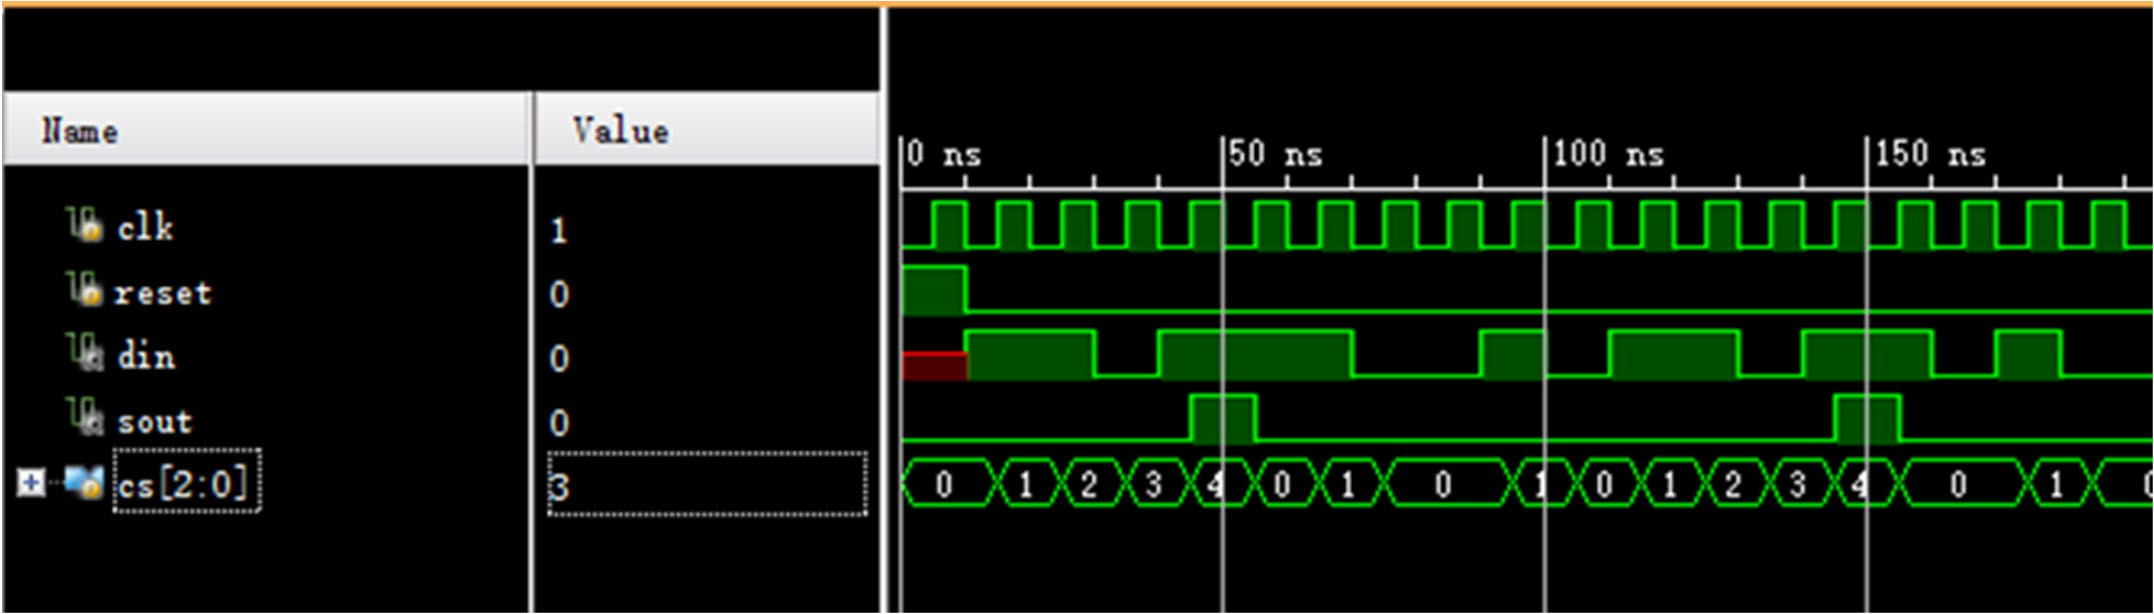 Name Value
0 ns 50 ns 100 ns 150 ns
clk 1
reset 0
din 0
sout 0
cs[2:0] 3 0 1 2 3 4 0 1 0 1 0 1 2 3 4 0 1 0